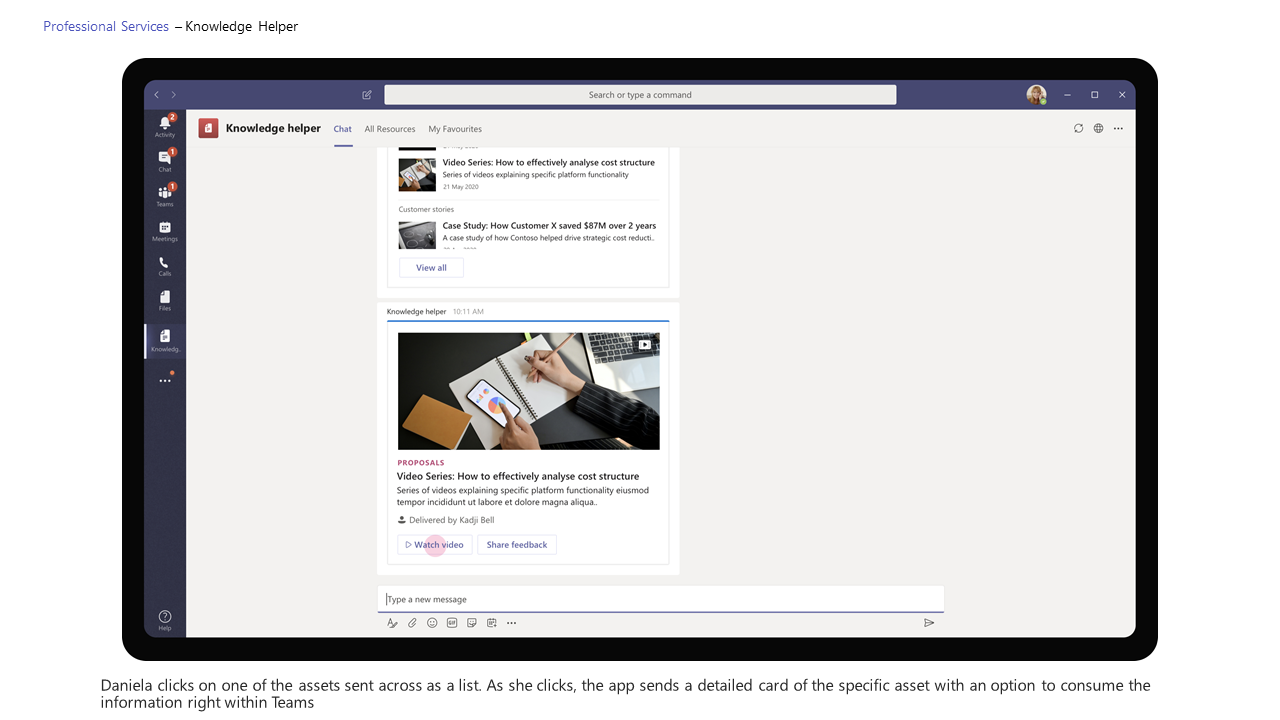 Professional Services – Knowledge Helper
Search or type a command
2
Activity
1
Chat
1
Teams
Meetings
Calls
Files
Knowledg..
Help
Knowledge helper Chat All Resources My Favourites
Video Series: How to effectively analyse cost structure
Series of videos explaining specific platform functionality
21 May 2020
Customer stories
Case Study: How Customer X saved $87M over 2 years
A case study of how Contoso helped drive strategic cost reducti..
View all
Knowledge helper 10:11 AM
PROPOSALS
Video Series: How to effectively analyse cost structure
Series of videos explaining specific platform functionality eiusmod
tempor incididunt ut labore et dolore magna aliqua..
Delivered by Kadji Bell
Watch video Share feedback
Type a new message
GIF
Daniela clicks on one of the assets sent across as a list. As she clicks, the app sends a detailed card of the specific asset with an option to consume the
information right within Teams